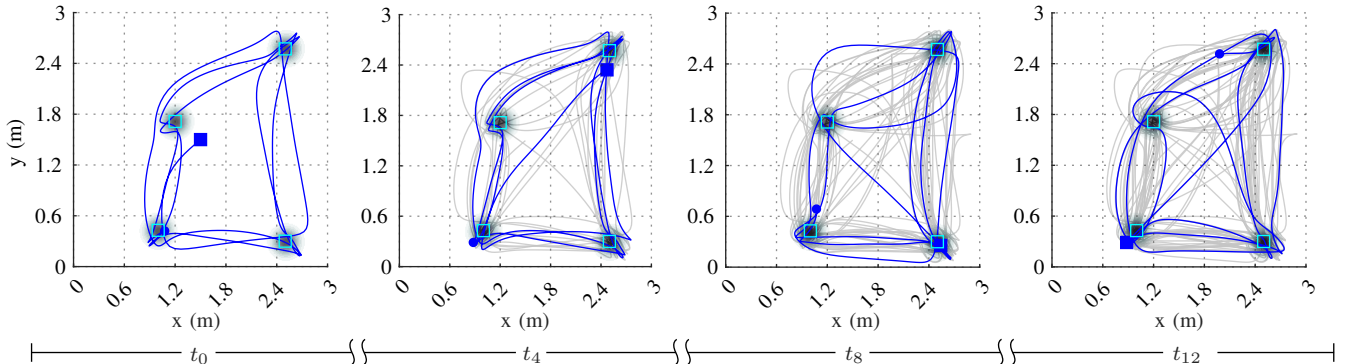 3 3 3 3
2.4 2.4 2.4 2.4
1.8 1.8 1.8 1.8
y (m)
1.2 1.2 1.2 1.2
0.6 0.6 0.6 0.6
0 0 0 0
0 0.6 1.2 1.8 2.4 3 0 0.6 1.2 1.8 2.4 3 0 0.6 1.2 1.8 2.4 3 0 0.6 1.2 1.8 2.4 3
x (m) x (m) x (m) x (m)
t₀ t₄ t₈ t₁₂